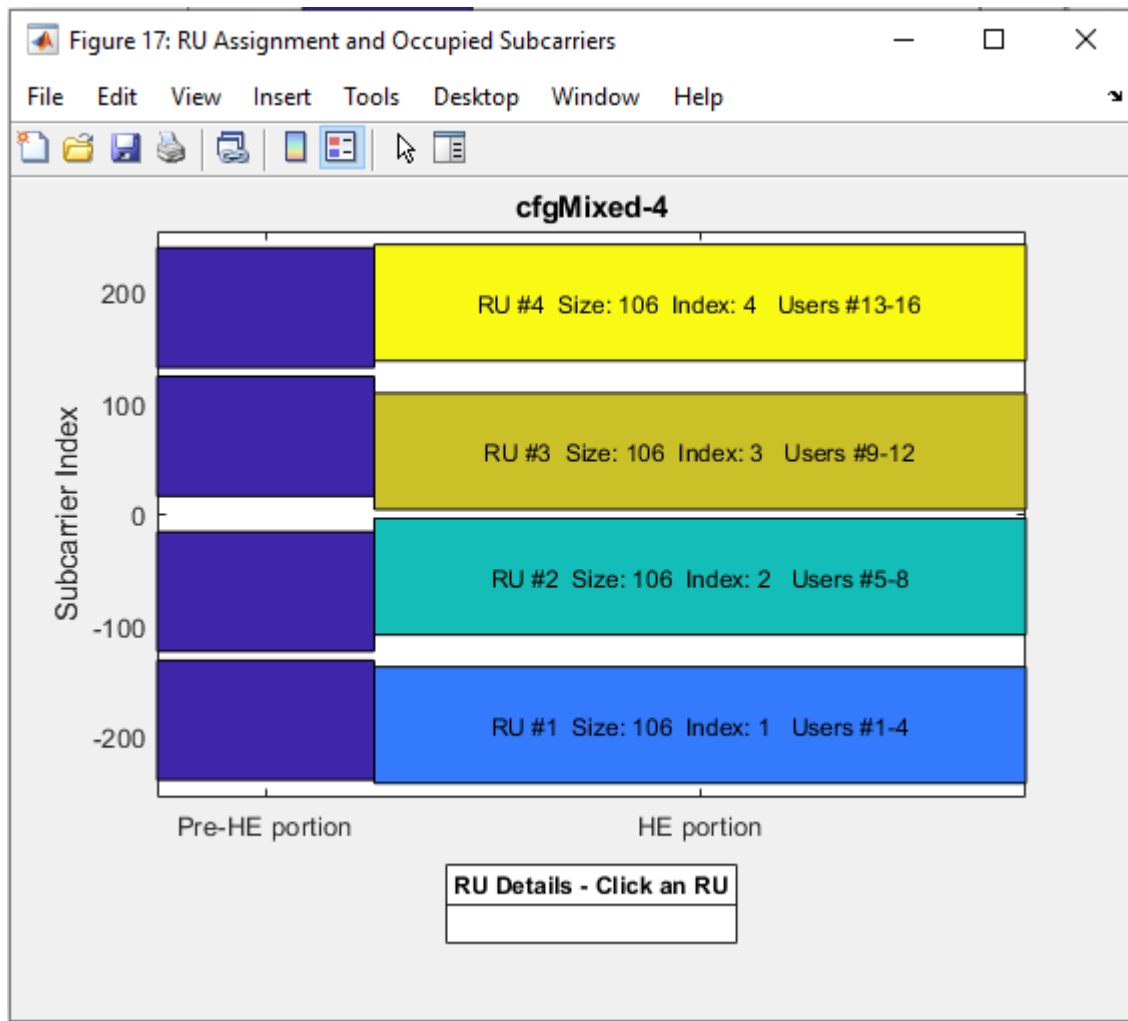 Figure 17: RU Assignment and Occupied Subcarriers
File Edit View Insert Tools Desktop Window Help
cfgMixed-4
200
100
0
-100
-200
Subcarrier Index
RU #4 Size: 106 Index: 4 Users #13-16
RU #3 Size: 106 Index: 3 Users #9-12
RU #2 Size: 106 Index: 2 Users #5-8
RU #1 Size: 106 Index: 1 Users #1-4
Pre-HE portion
HE portion
RU Details - Click an RU